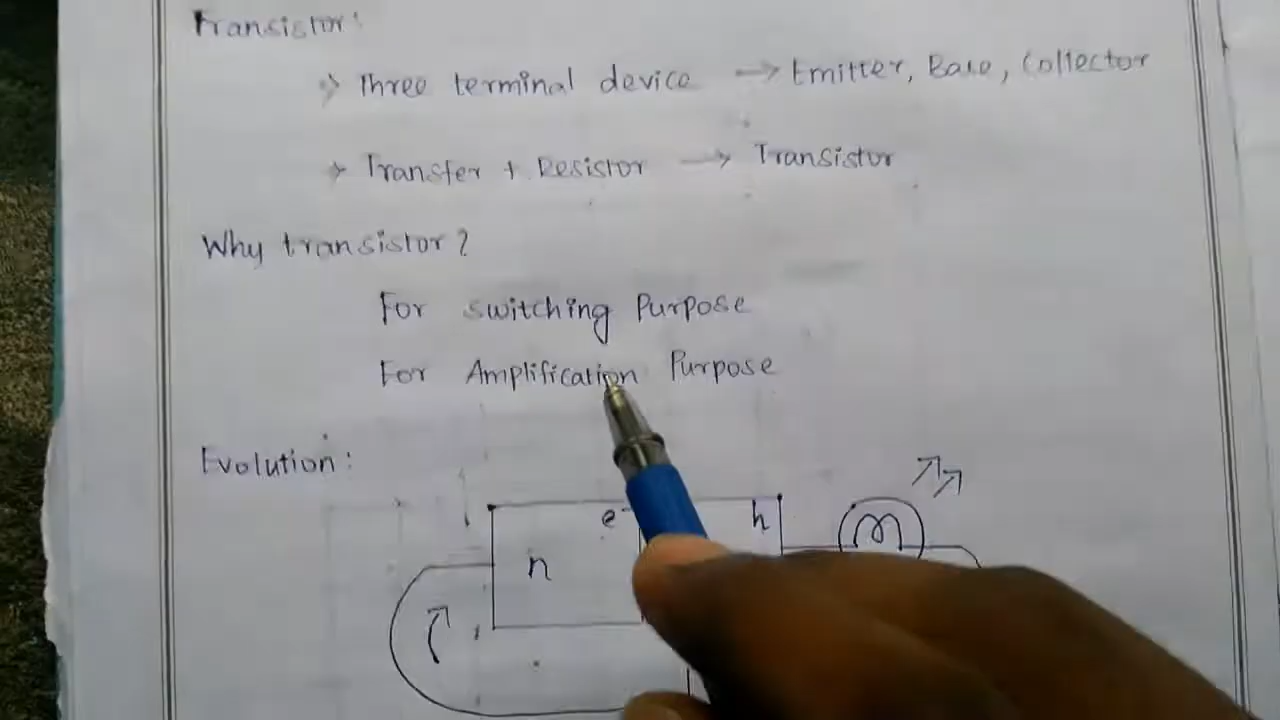 Transistor:
Three terminal device → Emitter, Base, Collector
Transfer + Resistor → Transistor
Why transistor?
For switching Purpose
For Amplification Purpose
Evolution:
e⁻ h
n